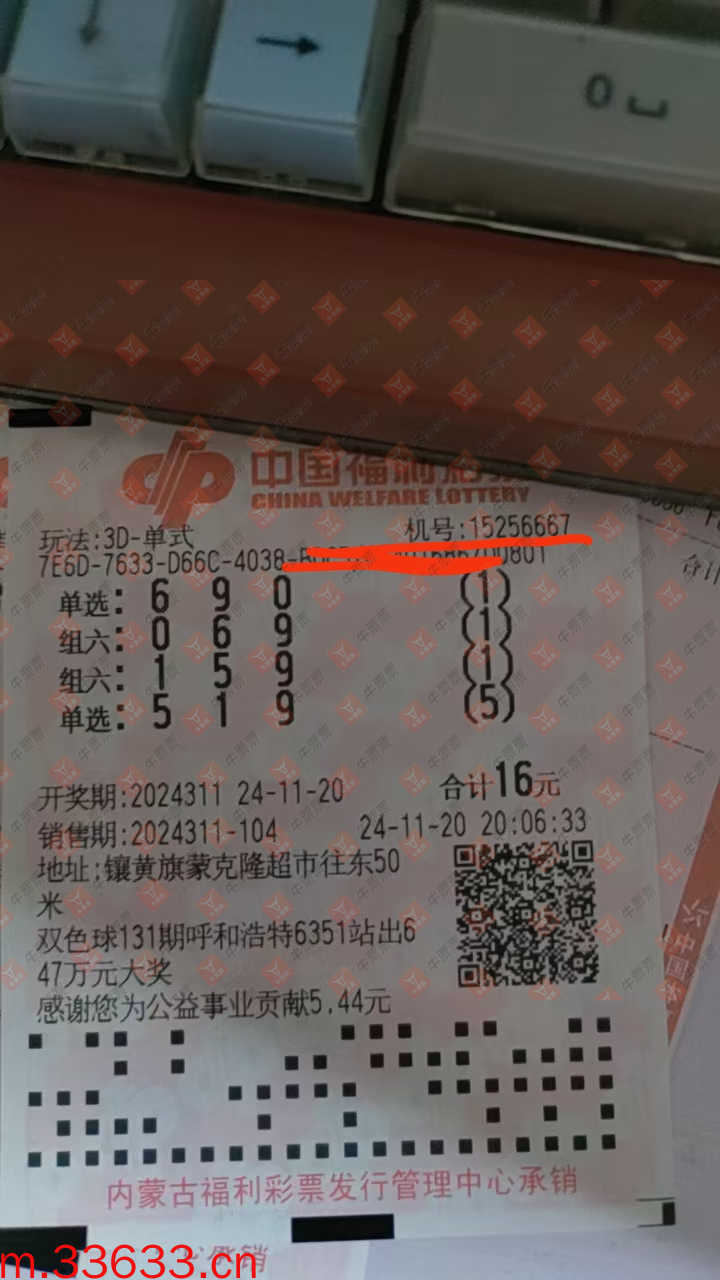 0
中国福利彩票
CHINA WELFARE LOTTERY
玩法:3D-单式 机号:15256667
7E6D-7633-D66C-4038-
单选: 6 9 0 (1)
组六: 0 6 9 (1)
组六: 1 5 9 (1)
单选: 5 1 9 (5)
开奖期:2024311 24-11-20 合计16元
销售期:2024311-104 24-11-20 20:06:33
地址:镶黄旗蒙克隆超市往东50
米
双色球131期呼和浩特6351站出6
47万元大奖
感谢您为公益事业贡献5.44元
内蒙古福利彩票发行管理中心承销
m.33633.cn